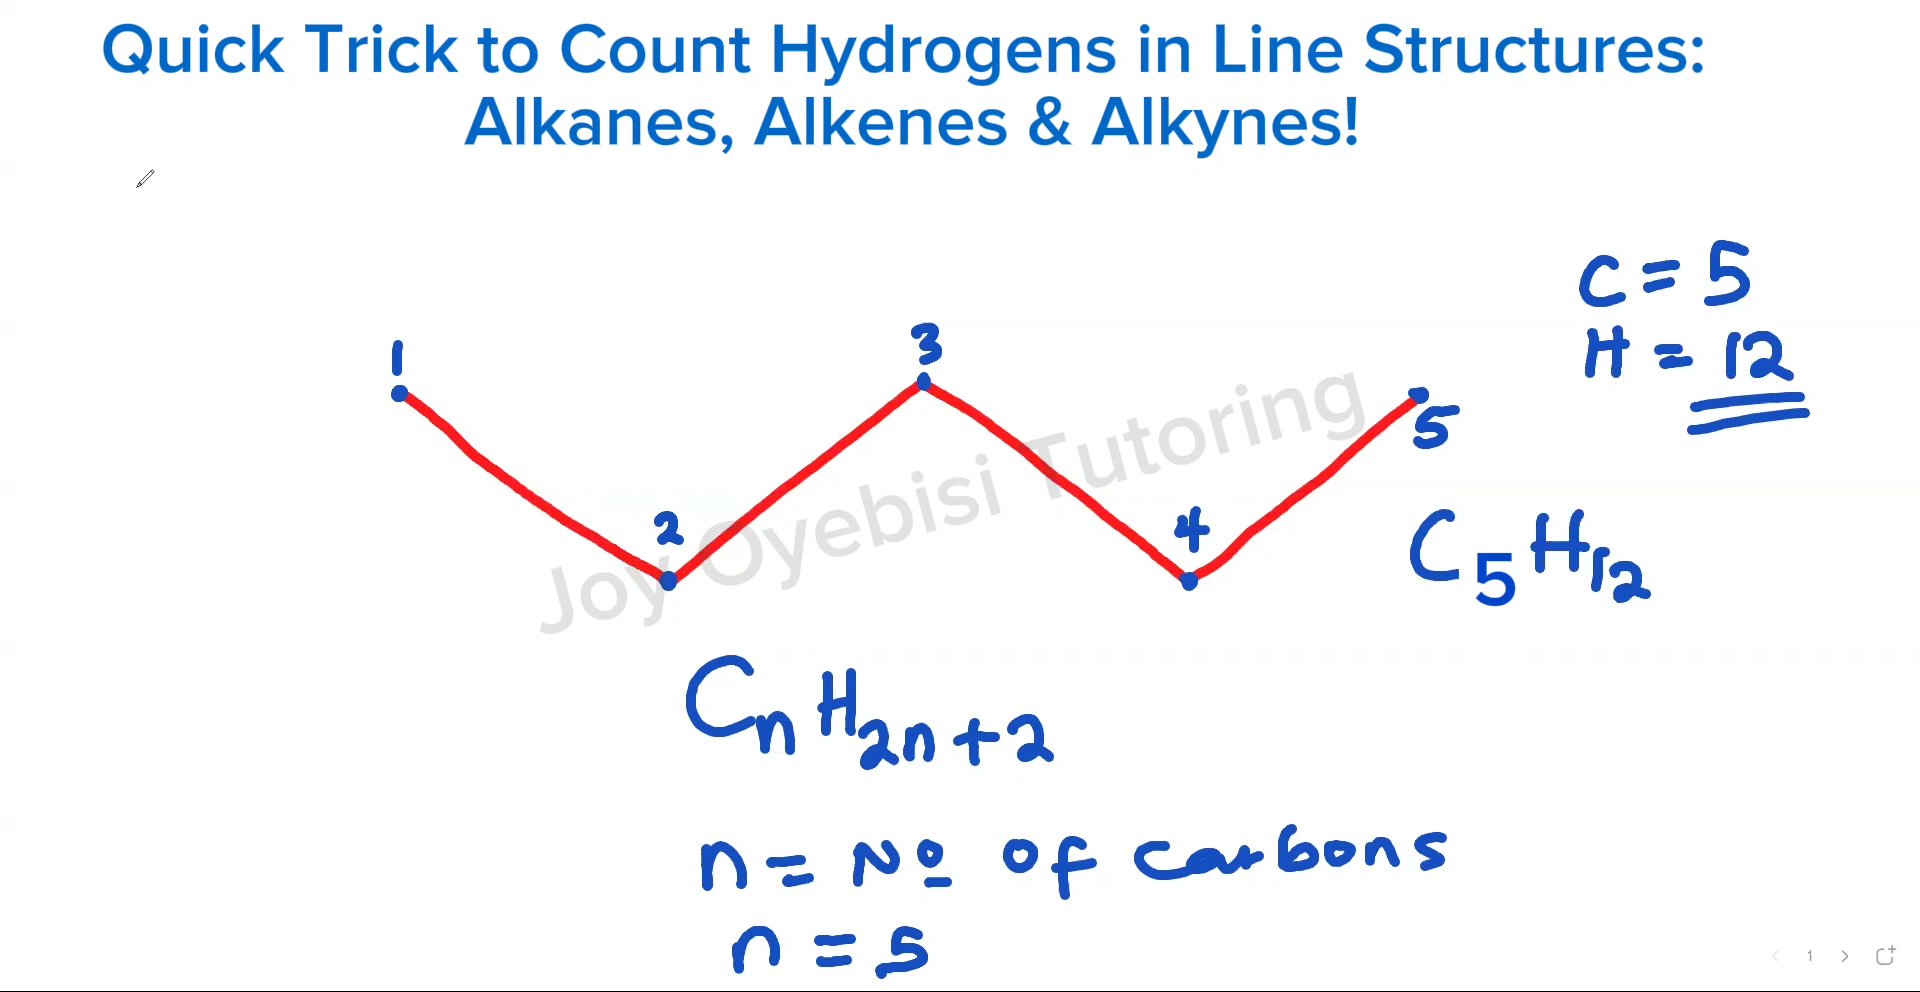 Quick Trick to Count Hydrogens in Line Structures:
Alkanes, Alkenes & Alkynes!
C = 5
H = 12
1
2
3
4
5
Joy Oyebisi Tutoring
C5H12
CnH2n+2
n = No of carbons
n = 5
1